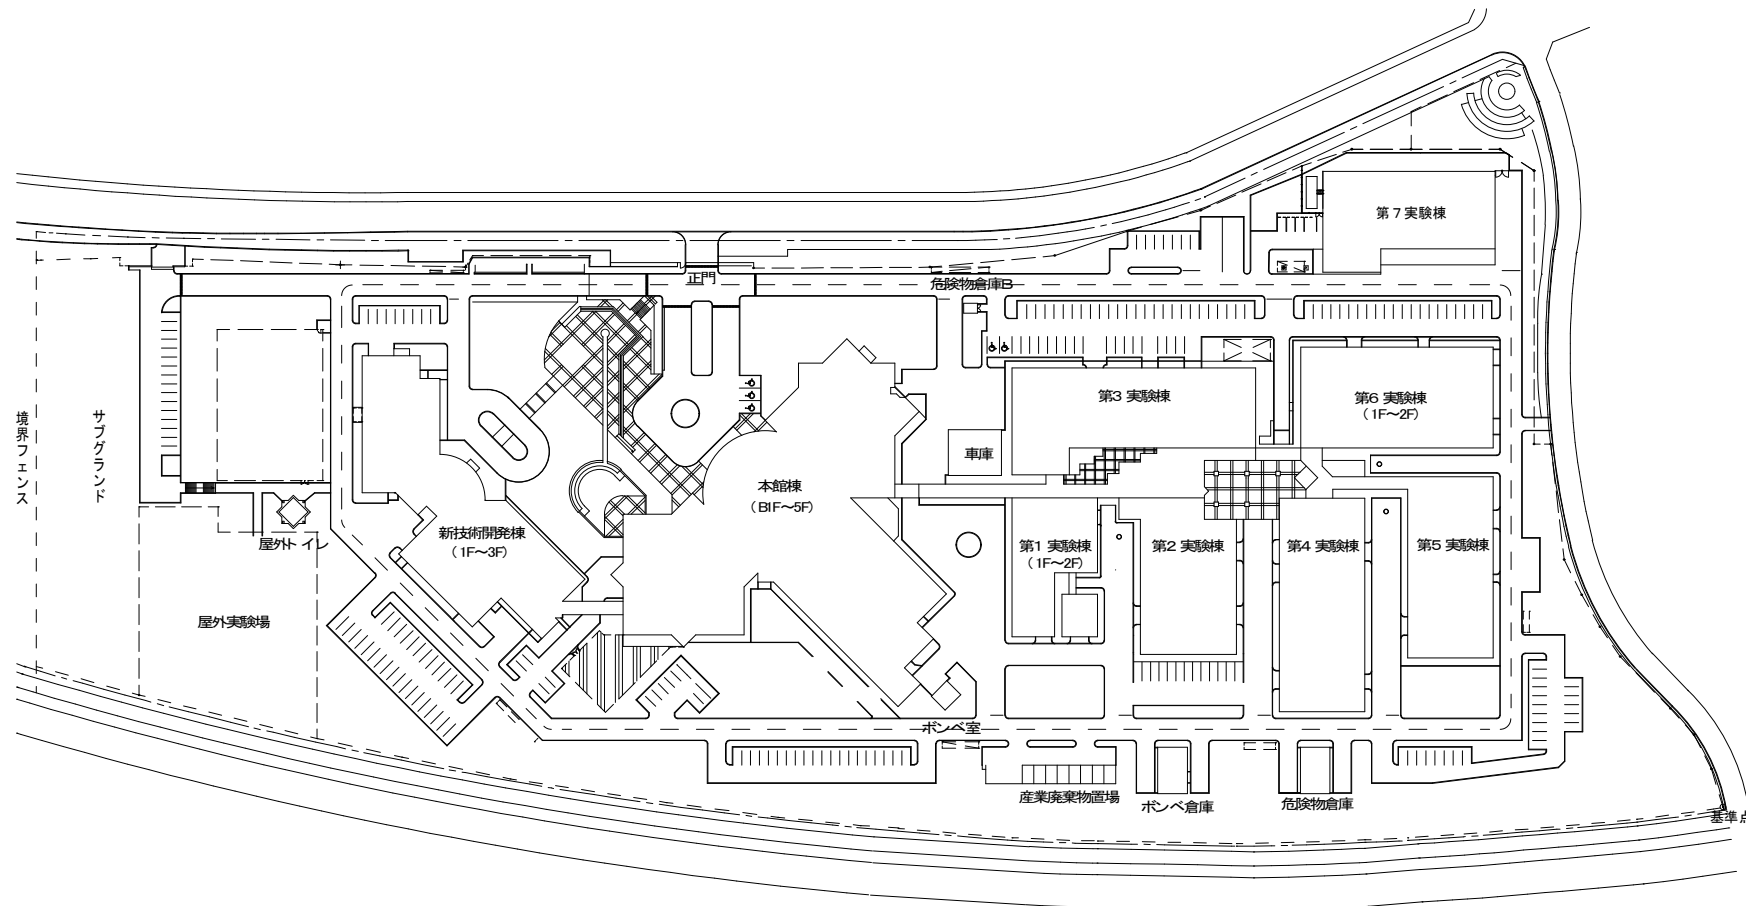 第７実験棟
正門
危険物倉庫B
第3 実験棟
第6 実験棟
(1F～2F)
境界フェンス
サブグランド
車庫
本館棟
(B1F～5F)
新技術開発棟
(1F～3F)
屋外トイレ
第1 実験棟
(1F～2F)
第2 実験棟
第4 実験棟
第5 実験棟
屋外実験場
ボンベ室
産業廃棄物置場
ボンベ倉庫
危険物倉庫
基準点